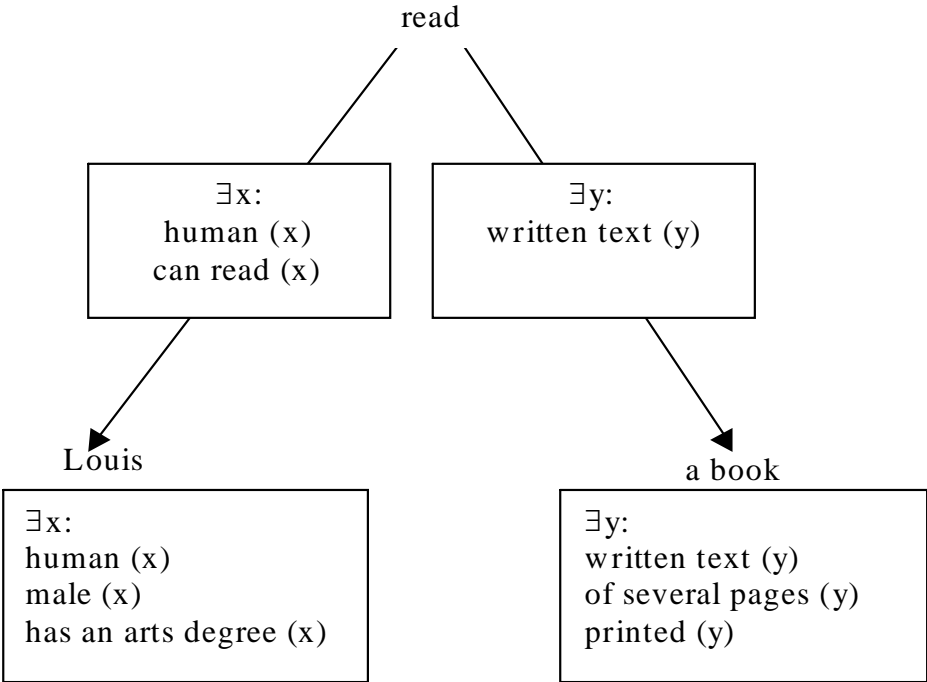 read
∃x:
human (x)
can read (x)
∃y:
written text (y)
Louis
∃x:
human (x)
male (x)
has an arts degree (x)
a book
∃y:
written text (y)
of several pages (y)
printed (y)